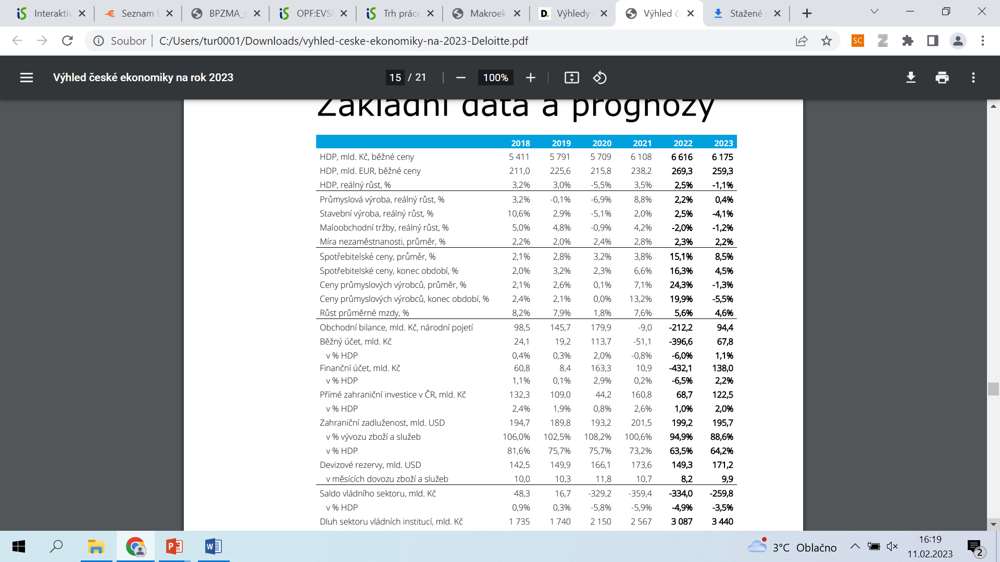 Interaktiv
Seznam
BPZMA_s
OPF:EVS
Trh práce
Makroek
D. Výhledy
Výhled č
Stažené s
Soubor C:/Users/tur0001/Downloads/vyhled-ceske-ekonomiky-na-2023-Deloitte.pdf
SC
Z
Výhled české ekonomiky na rok 2023
15 / 21
100%
Základní data a prognózy
2018 2019 2020 2021 2022 2023
HDP, mld. Kč, běžné ceny 5 411 5 791 5 709 6 108 6 616 6 175
HDP, mld. EUR, běžné ceny 211,0 225,6 215,8 238,2 269,3 259,3
HDP, reálný růst, % 3,2% 3,0% -5,5% 3,5% 2,5% -1,1%
Průmyslová výroba, reálný růst, % 3,2% -0,1% -6,9% 8,8% 2,2% 0,4%
Stavební výroba, reálný růst, % 10,6% 2,9% -5,1% 2,0% 2,5% -4,1%
Maloobchodní tržby, reálný růst, % 5,0% 4,8% -0,9% 4,2% -2,0% -1,2%
Míra nezaměstnanosti, průměr, % 2,2% 2,0% 2,4% 2,8% 2,3% 2,2%
Spotřebitelské ceny, průměr, % 2,1% 2,8% 3,2% 3,8% 15,1% 8,5%
Spotřebitelské ceny, konec období, % 2,0% 3,2% 2,3% 6,6% 16,3% 4,5%
Ceny průmyslových výrobců, průměr, % 2,1% 2,6% 0,1% 7,1% 24,3% -1,3%
Ceny průmyslových výrobců, konec období, % 2,4% 2,1% 0,0% 13,2% 19,9% -5,5%
Růst průměrné mzdy, % 8,2% 7,9% 1,8% 7,6% 5,6% 4,6%
Obchodní bilance, mld. Kč, národní pojetí 98,5 145,7 179,9 -9,0 -212,2 94,4
Běžný účet, mld. Kč 24,1 19,2 113,7 -51,1 -396,6 67,8
v % HDP 0,4% 0,3% 2,0% -0,8% -6,0% 1,1%
Finanční účet, mld. Kč 60,8 8,4 163,3 10,9 -432,1 138,0
v % HDP 1,1% 0,1% 2,9% 0,2% -6,5% 2,2%
Přímé zahraniční investice v ČR, mld. Kč 132,3 109,0 44,2 160,8 68,7 122,5
v % HDP 2,4% 1,9% 0,8% 2,6% 1,0% 2,0%
Zahraniční zadluženost, mld. USD 194,7 189,8 193,2 201,5 199,2 195,7
v % vývozu zboží a služeb 106,0% 102,5% 108,2% 100,6% 94,9% 88,6%
v % HDP 81,6% 75,7% 75,7% 73,2% 63,5% 64,2%
Devizové rezervy, mld. USD 142,5 149,9 166,1 173,6 149,3 171,2
v měsících dovozu zboží a služeb 10,0 10,3 11,8 10,7 8,2 9,9
Saldo vládního sektoru, mld. Kč 48,3 16,7 -329,2 -359,4 -334,0 -259,8
v % HDP 0,9% 0,3% -5,8% -5,9% -4,9% -3,5%
Dluh sektoru vládních institucí, mld. Kč 1 735 1 740 2 150 2 567 3 087 3 440
3°C Oblačno
16:19
11.02.2023
2